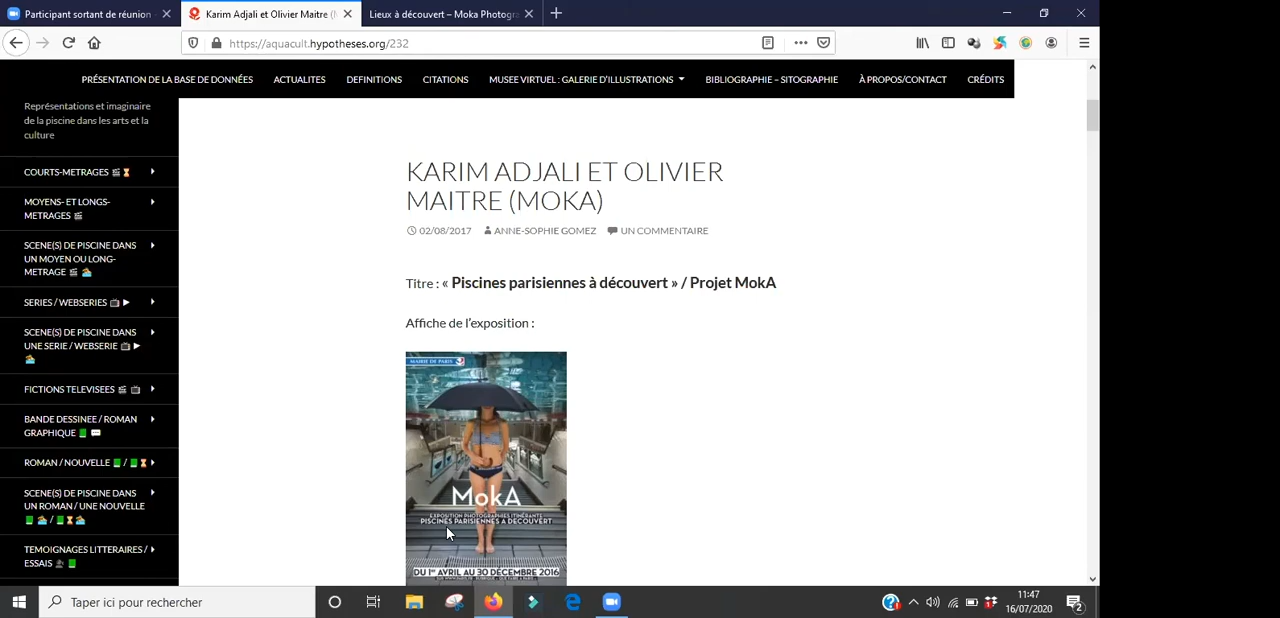 Participant sortant de réunion -
Karim Adjali et Olivier Maitre (M
Lieux à découvert – Moka Photogra
https://aquacult.hypotheses.org/232
PRÉSENTATION DE LA BASE DE DONNÉES
ACTUALITES
DEFINITIONS
CITATIONS
MUSEE VIRTUEL : GALERIE D'ILLUSTRATIONS
BIBLIOGRAPHIE – SITOGRAPHIE
À PROPOS/CONTACT
CRÉDITS
Représentations et imaginaire
de la piscine dans les arts et la
culture
COURTS-METRAGES
MOYENS- ET LONGS-
METRAGES
SCENE(S) DE PISCINE DANS
UN MOYEN OU LONG-
METRAGE
SERIES / WEBSERIES
SCENE(S) DE PISCINE DANS
UNE SERIE / WEBSERIE
FICTIONS TELEVISEES
BANDE DESSINEE / ROMAN
GRAPHIQUE
ROMAN / NOUVELLE /
SCENE(S) DE PISCINE DANS
UN ROMAN / UNE NOUVELLE
/
TEMOIGNAGES LITTERAIRES /
ESSAIS
KARIM ADJALI ET OLIVIER
MAITRE (MOKA)
02/08/2017 ANNE-SOPHIE GOMEZ UN COMMENTAIRE
Titre : « Piscines parisiennes à découvert » / Projet MokA
Affiche de l'exposition :
MAIRIE DE PARIS
MokA
EXPOSITION PHOTOGRAPHIES ITINÉRANTE
PISCINES PARISIENNES A DÉCOUVERT
DU 1er AVRIL AU 30 DÉCEMBRE 2016
Taper ici pour rechercher
11:47
16/07/2020
2